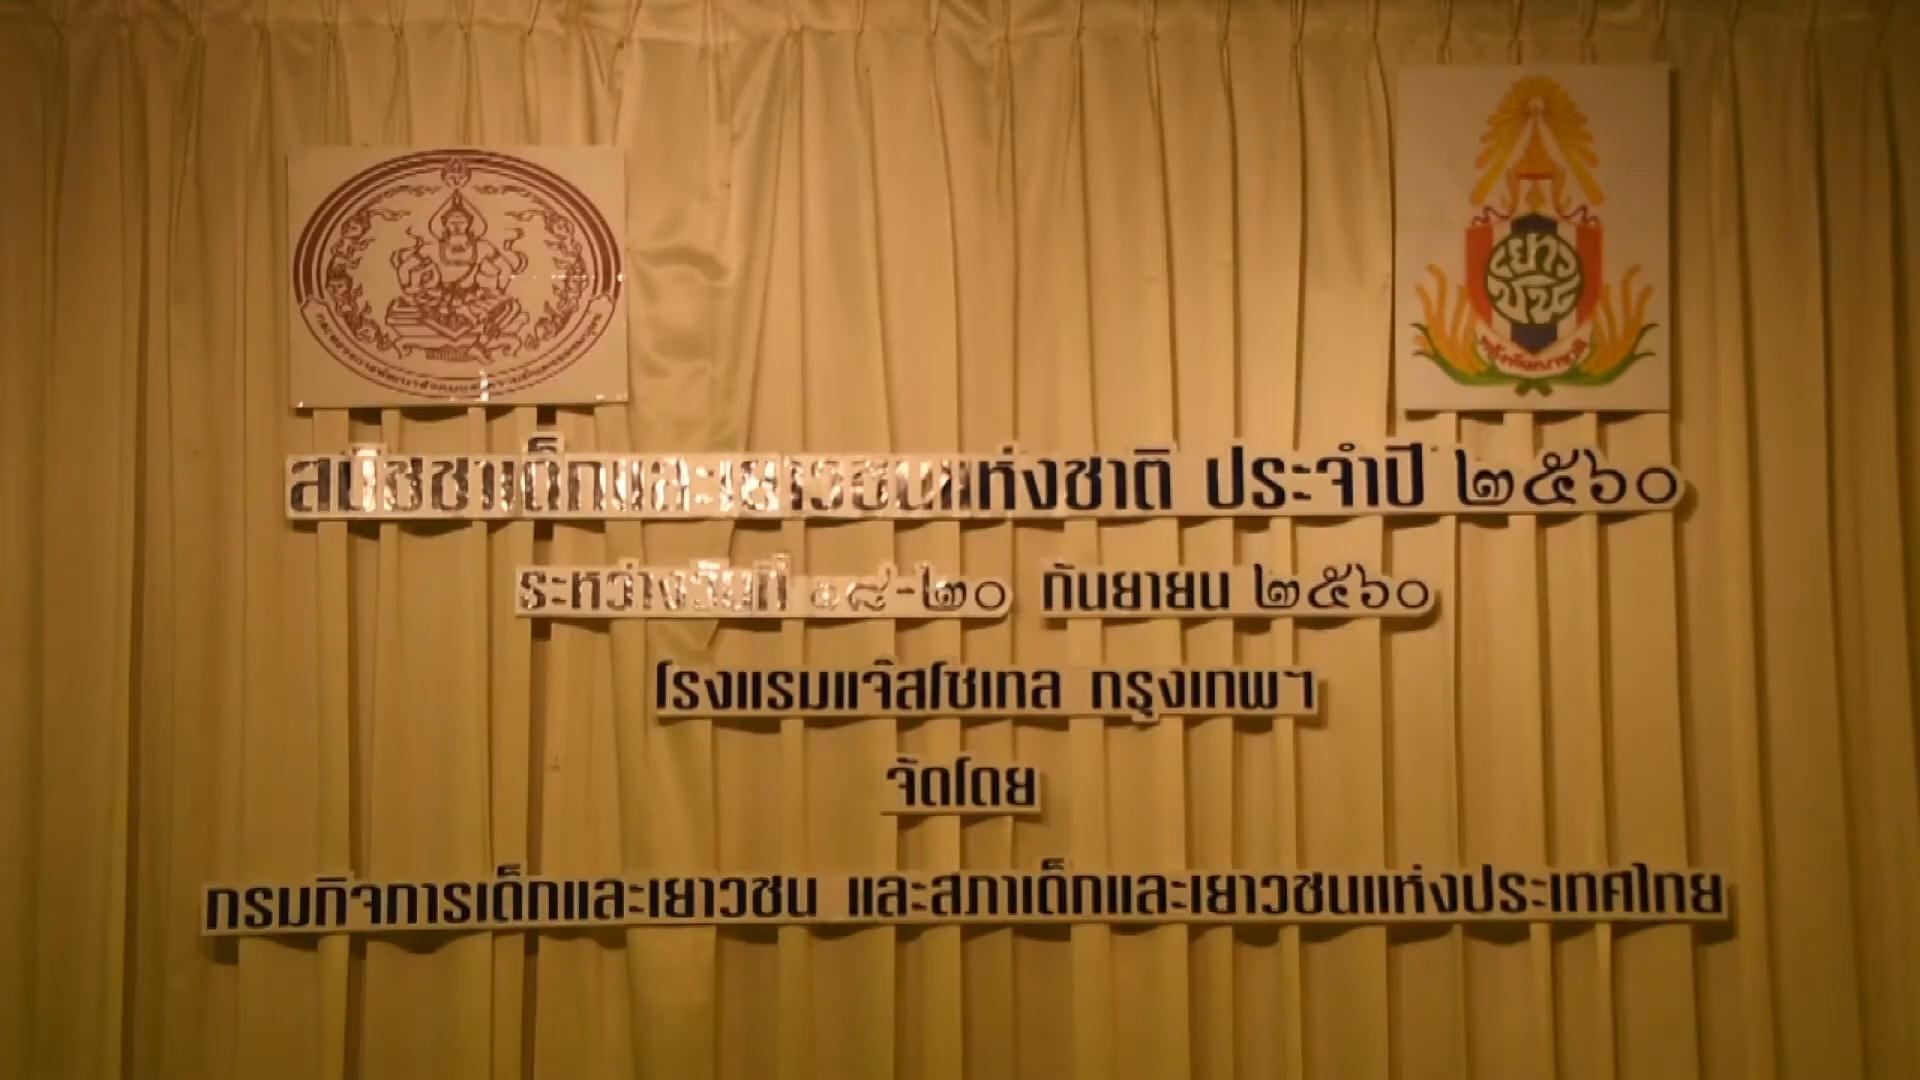 เยาวชน
สมัชชาเด็กและเยาวชนแห่งชาติ ประจำปี ๒๕๖๐
ระหว่างวันที่ ๑๘-๒๐ กันยายน ๒๕๖๐
โรงแรมแจ๊สโซเทล กรุงเทพฯ
จัดโดย
กรมกิจการเด็กและเยาวชน และสภาเด็กและเยาวชนแห่งประเทศไทย